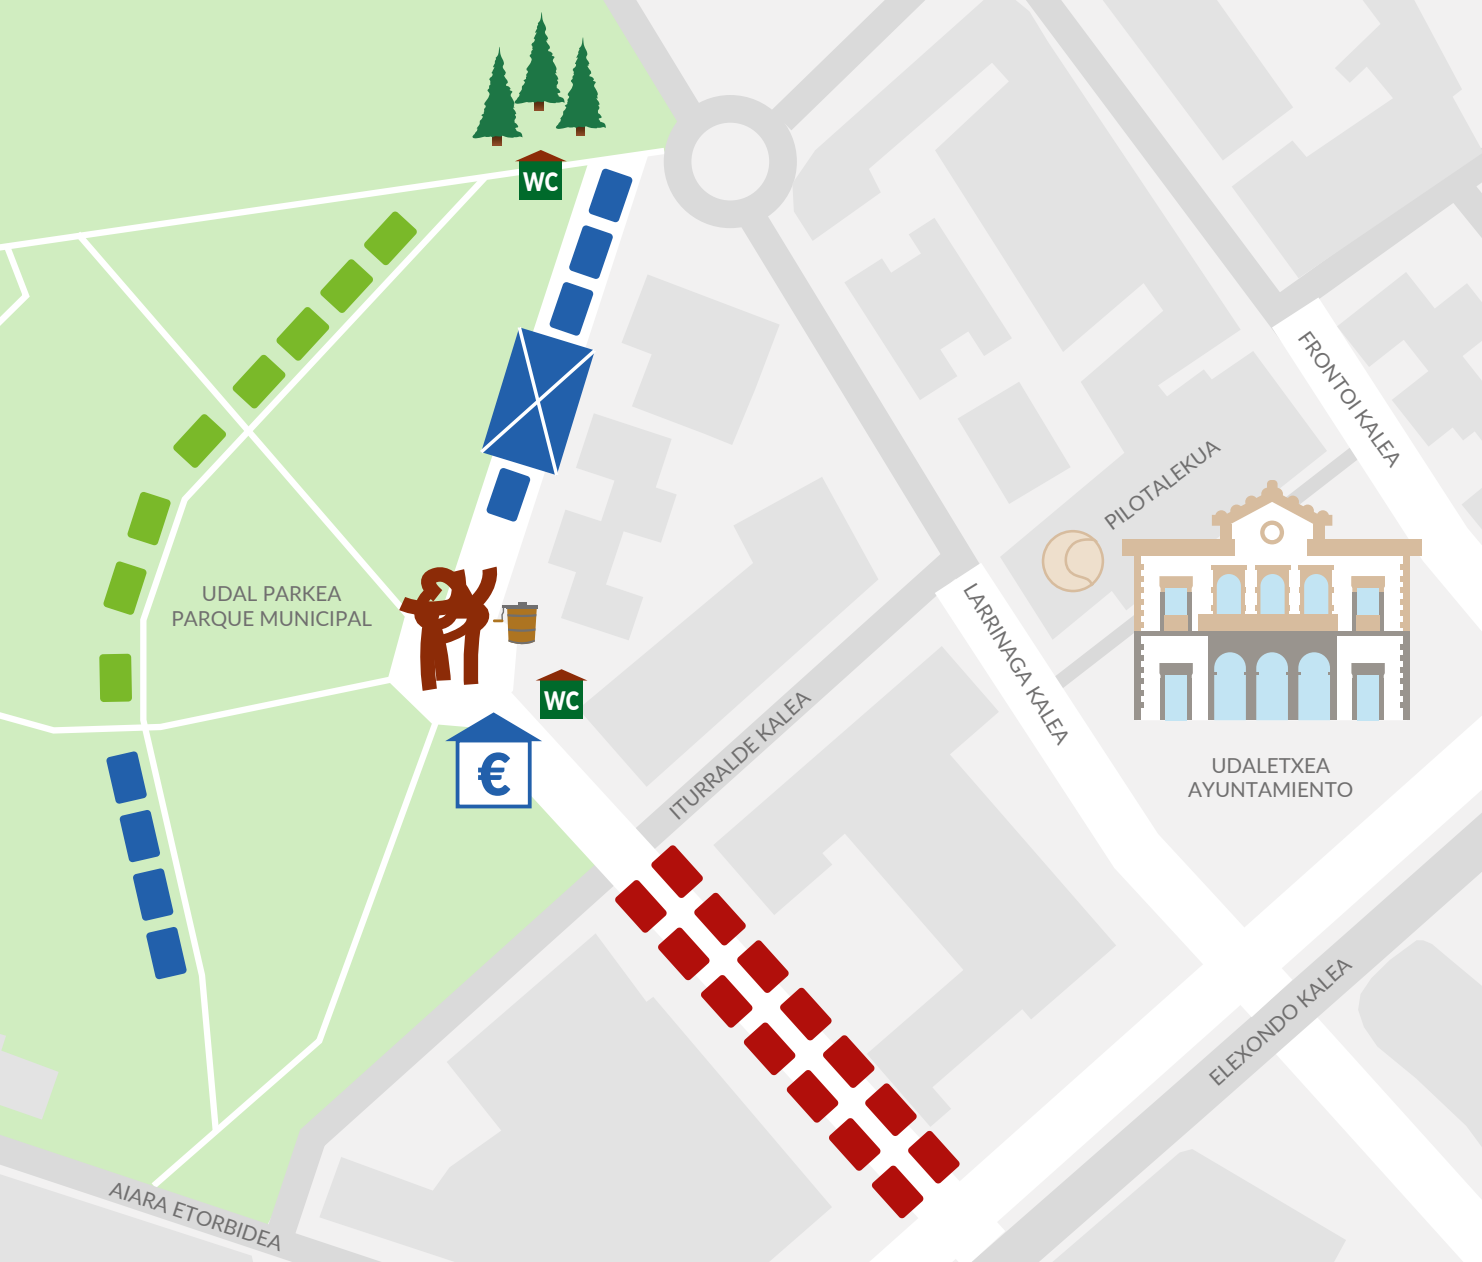 WC
FRONTOI KALEA
PILOTALEKUA
UDAL PARKEA
PARQUE MUNICIPAL
LARRINAGA KALEA
WC
€
ITURRALDE KALEA
UDALETXEA
AYUNTAMIENTO
ELEXONDO KALEA
AIARA ETORBIDEA